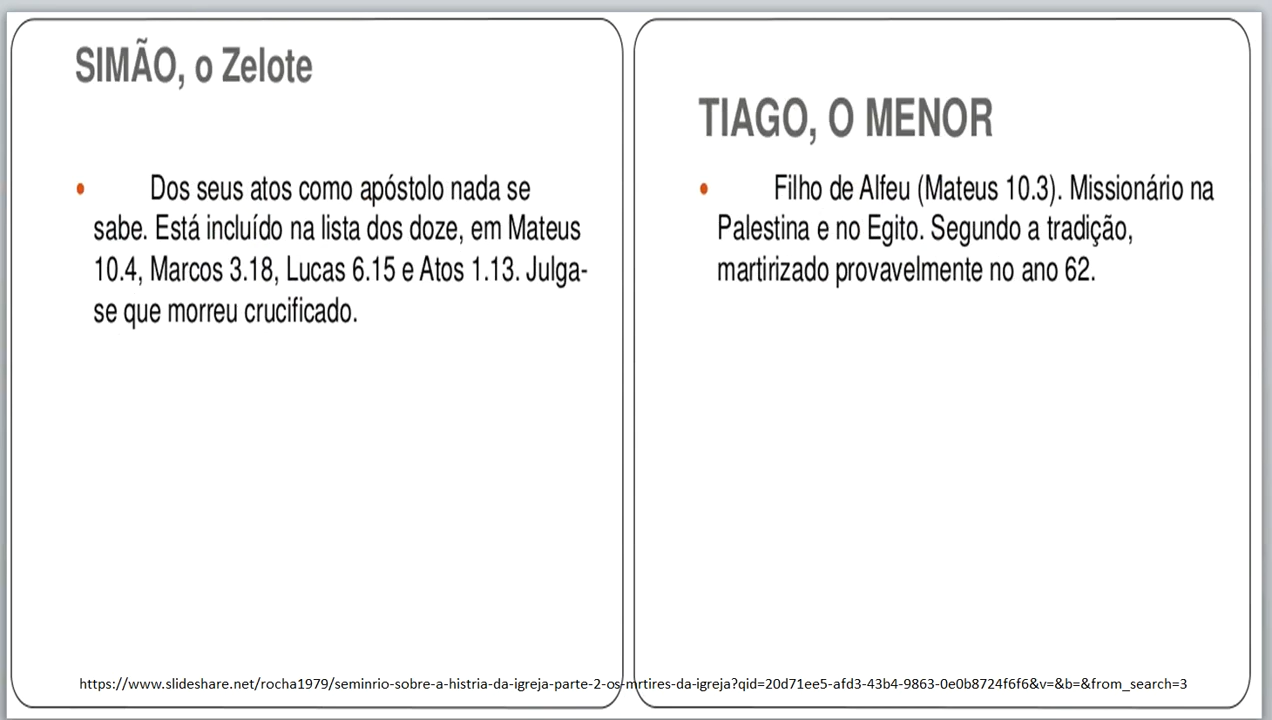 SIMÃO, o Zelote
Dos seus atos como apóstolo nada se
sabe. Está incluído na lista dos doze, em Mateus
10.4, Marcos 3.18, Lucas 6.15 e Atos 1.13. Julga-
se que morreu crucificado.
TIAGO, O MENOR
Filho de Alfeu (Mateus 10.3). Missionário na
Palestina e no Egito. Segundo a tradição,
martirizado provavelmente no ano 62.
https://www.slideshare.net/rocha1979/seminrio-sobre-a-histria-da-igreja-parte-2-os-mrtires-da-igreja?qid=20d71ee5-afd3-43b4-9863-0e0b8724f6f6&v=&b=&from_search=3